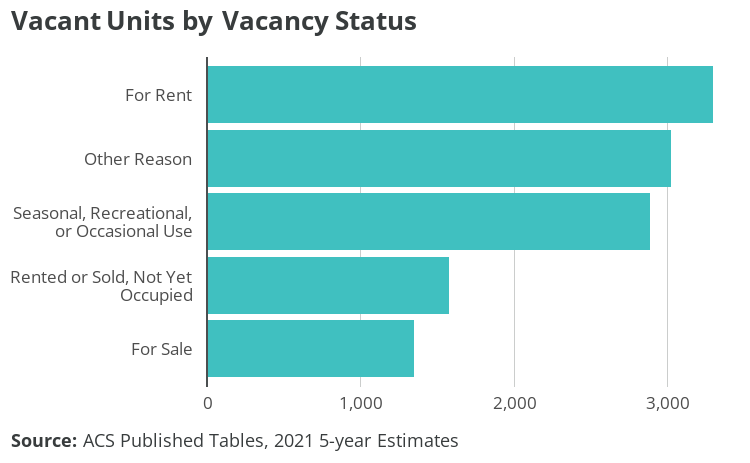 Vacant Units by Vacancy Status
For Rent
Other Reason
Seasonal, Recreational,
or Occasional Use
Rented or Sold, Not Yet
Occupied
For Sale
0 1,000 2,000 3,000
Source: ACS Published Tables, 2021 5-year Estimates